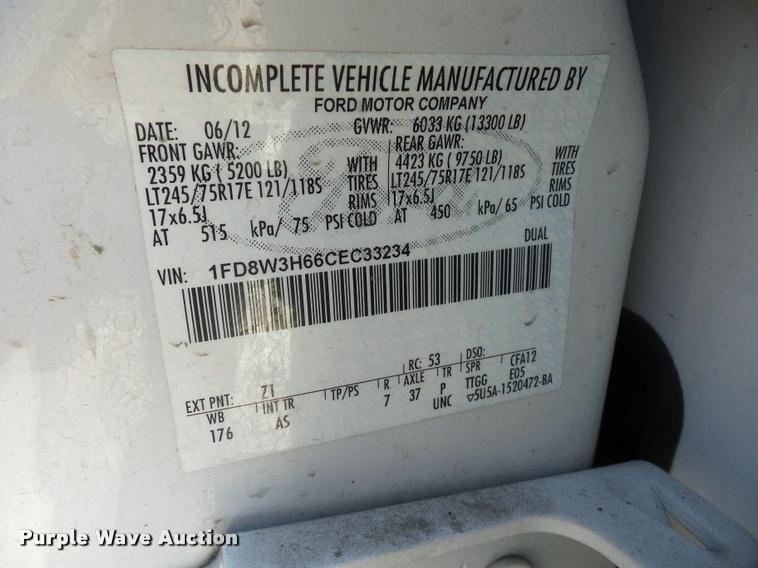 INCOMPLETE VEHICLE MANUFACTURED BY
FORD MOTOR COMPANY
DATE: 06/12 GVWR: 6033 KG (13300 LB)
FRONT GAWR: REAR GAWR:
2359 KG ( 5200 LB) WITH 4423 KG ( 9750 LB) WITH
LT245/75R17E 121/118S TIRES LT245/75R17E 121/118S TIRES
17x6.5J RIMS 17x6.5J RIMS
AT 515 kPa/ 75 PSI COLD AT 450 kPa/ 65 PSI COLD
VIN: 1FD8W3H66CEC33234 DUAL
EXT PNT: Z1 RC: 53 DSO:
WB INT TR TP/PS R AXLE TR SPR CFA12
176 AS 7 37 P TTGG E05
UNC ▽5U5A-1520472-BA
Purple Wave Auction